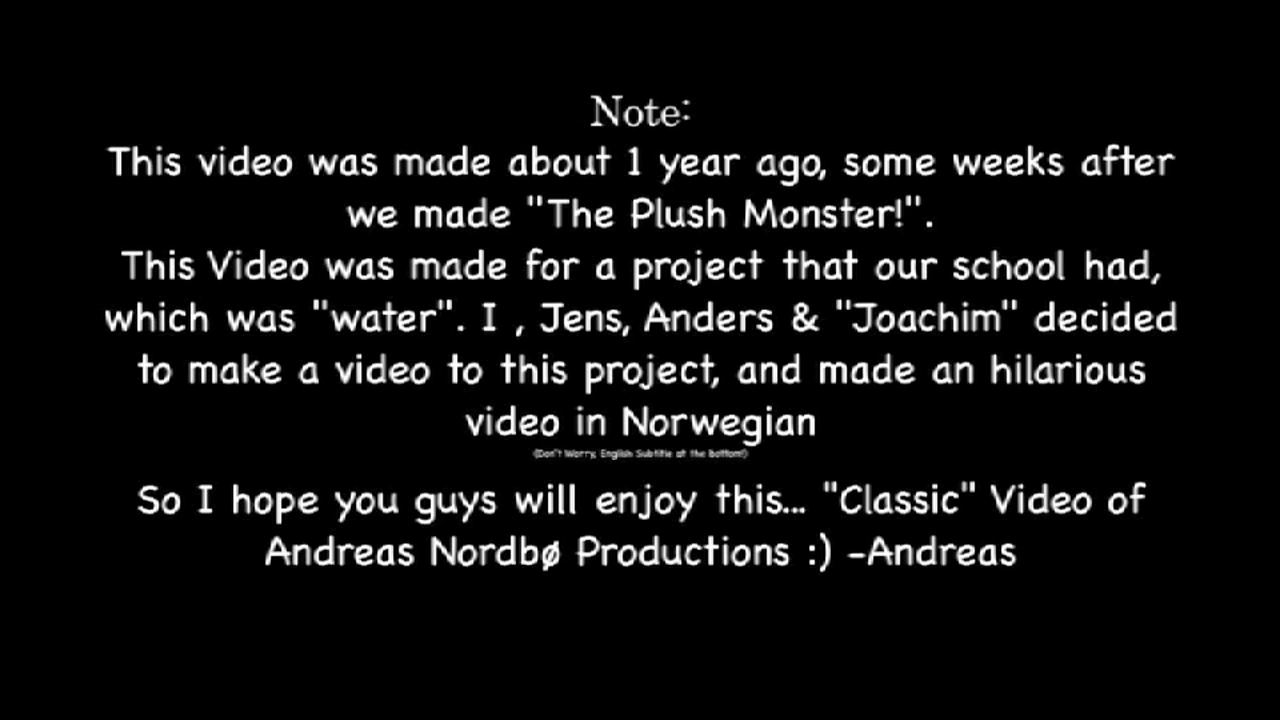 Note:
This video was made about 1 year ago, some weeks after
we made "The Plush Monster!".
This Video was made for a project that our school had,
which was "water". I , Jens, Anders & "Joachim" decided
to make a video to this project, and made an hilarious
video in Norwegian
(Don't Worry, English Subtitle at the bottom!)
So I hope you guys will enjoy this... "Classic" Video of
Andreas Nordbø Productions :) -Andreas